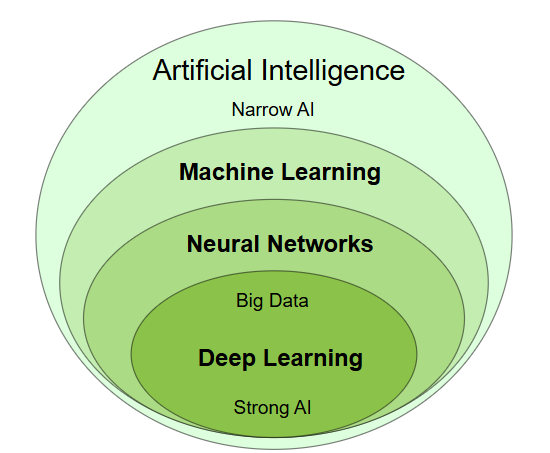 Artificial Intelligence
Narrow AI
Machine Learning
Neural Networks
Big Data
Deep Learning
Strong AI